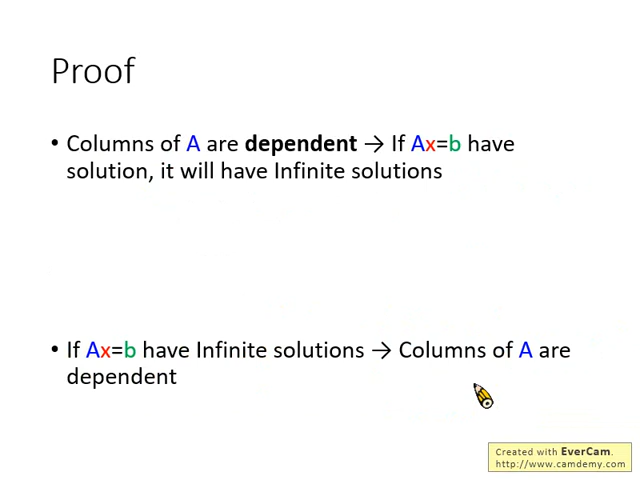 Proof
• Columns of A are dependent → If Ax=b have
solution, it will have Infinite solutions
• If Ax=b have Infinite solutions → Columns of A are
dependent
Created with EverCam.
http://www.camdemy.com